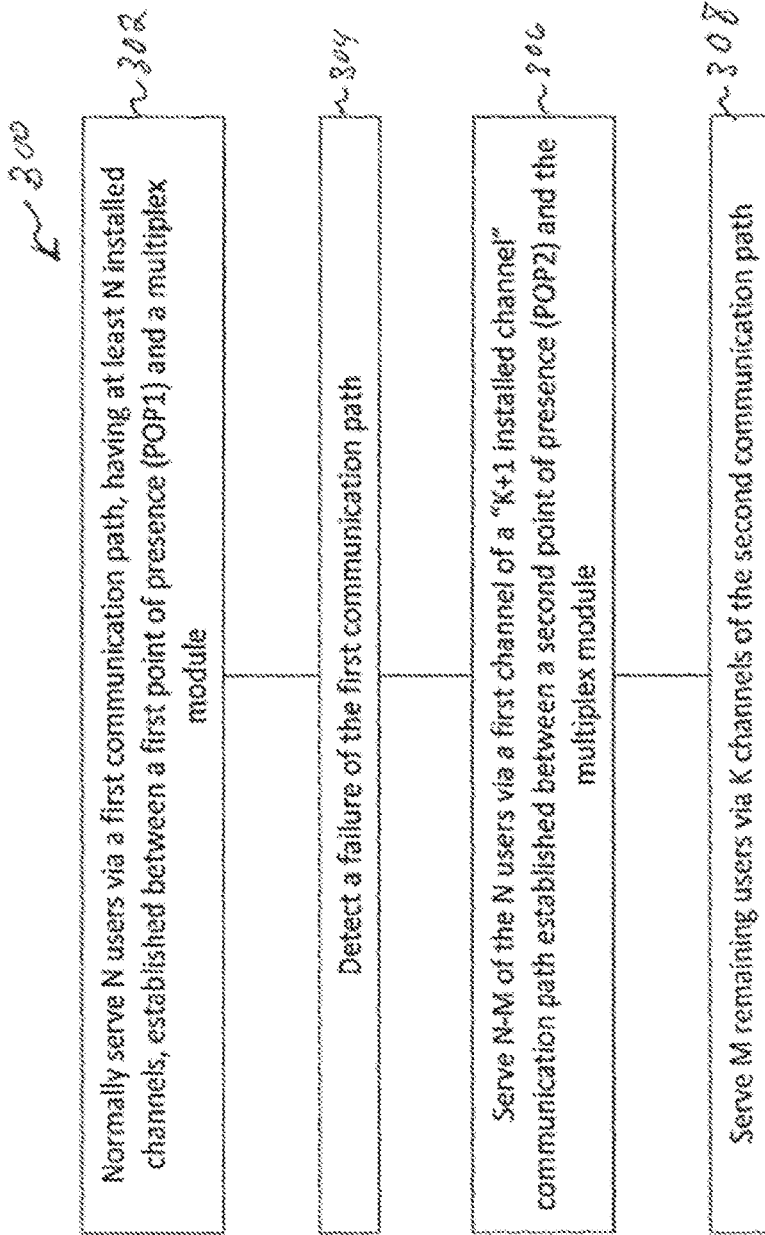 300
Normally serve N users via a first communication path, having at least N installed
channels, established between a first point of presence (POP1) and a multiplex
module
302
Detect a failure of the first communication path
304
Serve N-M of the N users via a first channel of a "K+1 installed channel"
communication path established between a second point of presence (POP2) and the
multiplex module
306
Serve M remaining users via K channels of the second communication path
308